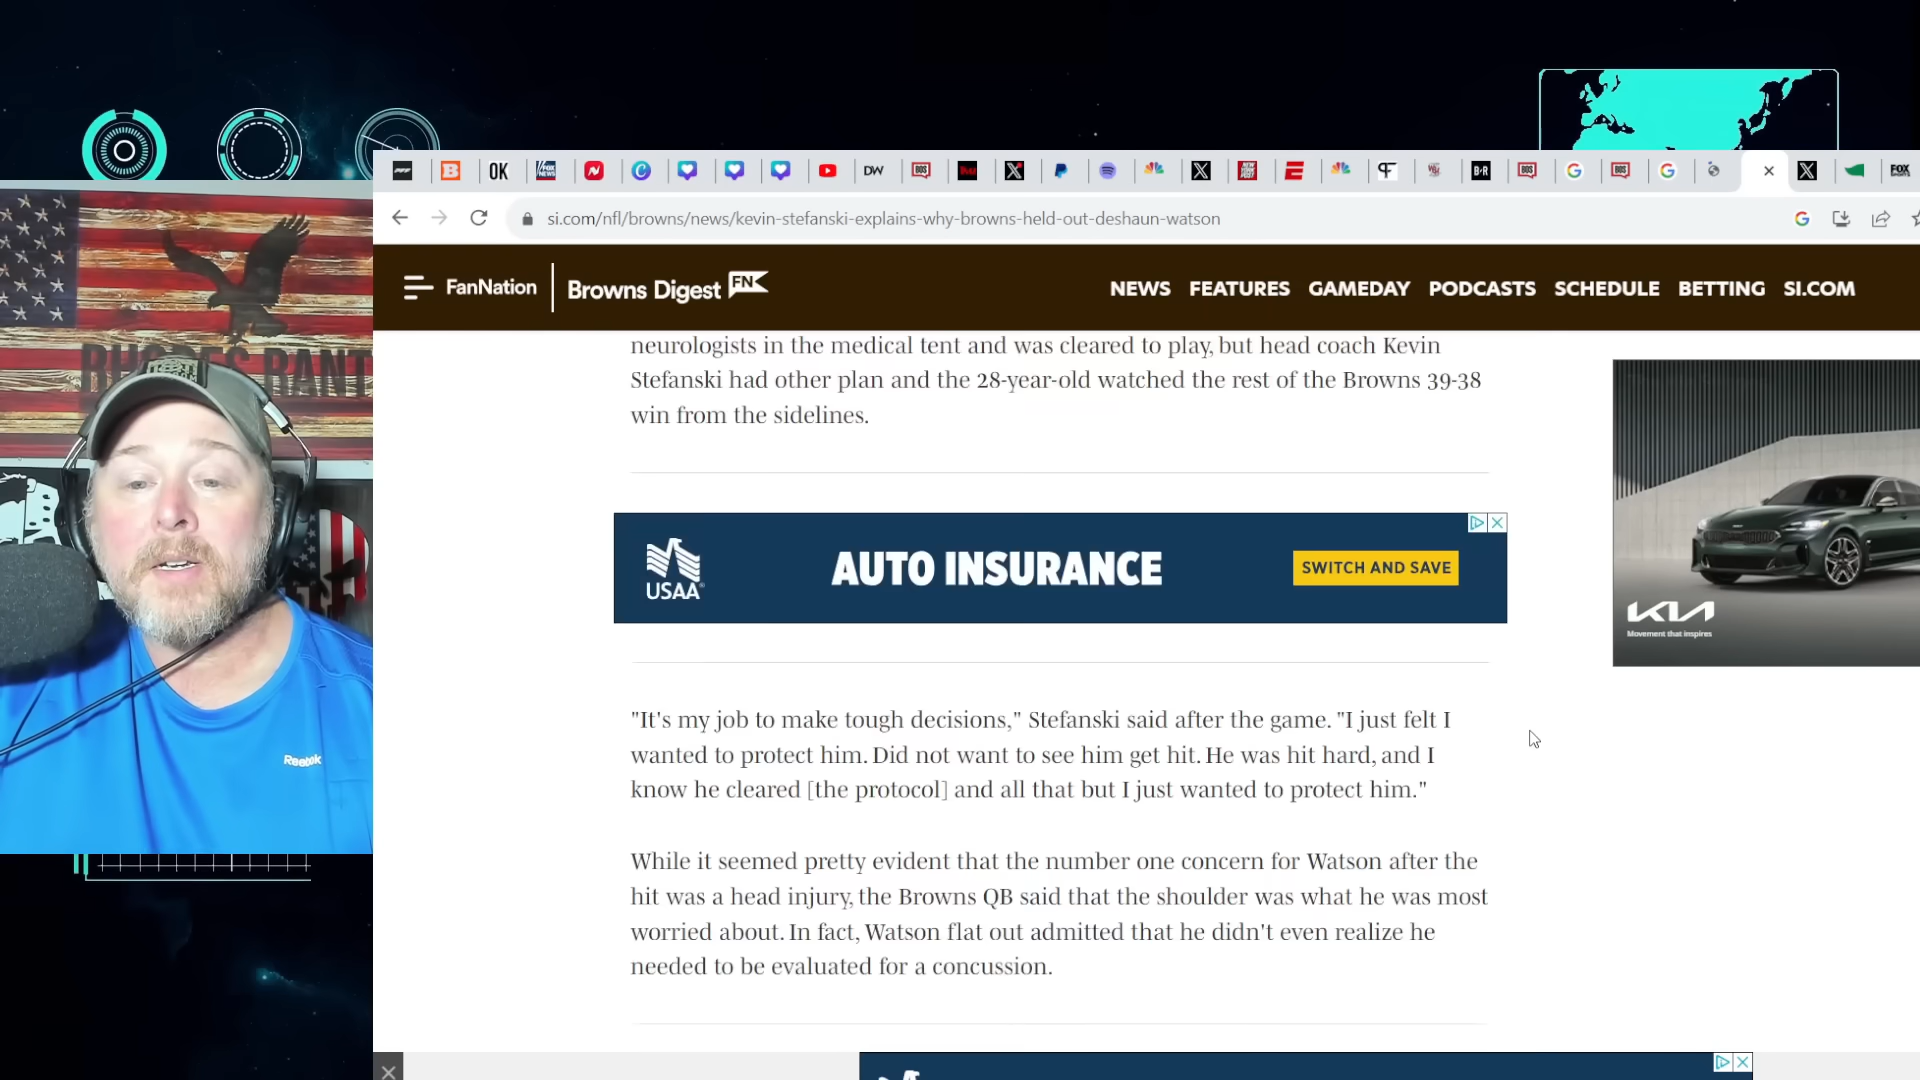 OK
FOX NEWS
DW
BOS
B/R
BOS
BOS
FOX
si.com/nfl/browns/news/kevin-stefanski-explains-why-browns-held-out-deshaun-watson
FanNation
Browns Digest FN
NEWS FEATURES GAMEDAY PODCASTS SCHEDULE BETTING SI.COM
neurologists in the medical tent and was cleared to play, but head coach Kevin
Stefanski had other plan and the 28-year-old watched the rest of the Browns 39-38
win from the sidelines.
USAA®
AUTO INSURANCE
SWITCH AND SAVE
KIA
Movement that inspires
"It's my job to make tough decisions," Stefanski said after the game. "I just felt I
wanted to protect him. Did not want to see him get hit. He was hit hard, and I
know he cleared [the protocol] and all that but I just wanted to protect him."
While it seemed pretty evident that the number one concern for Watson after the
hit was a head injury, the Browns QB said that the shoulder was what he was most
worried about. In fact, Watson flat out admitted that he didn't even realize he
needed to be evaluated for a concussion.
Reebok